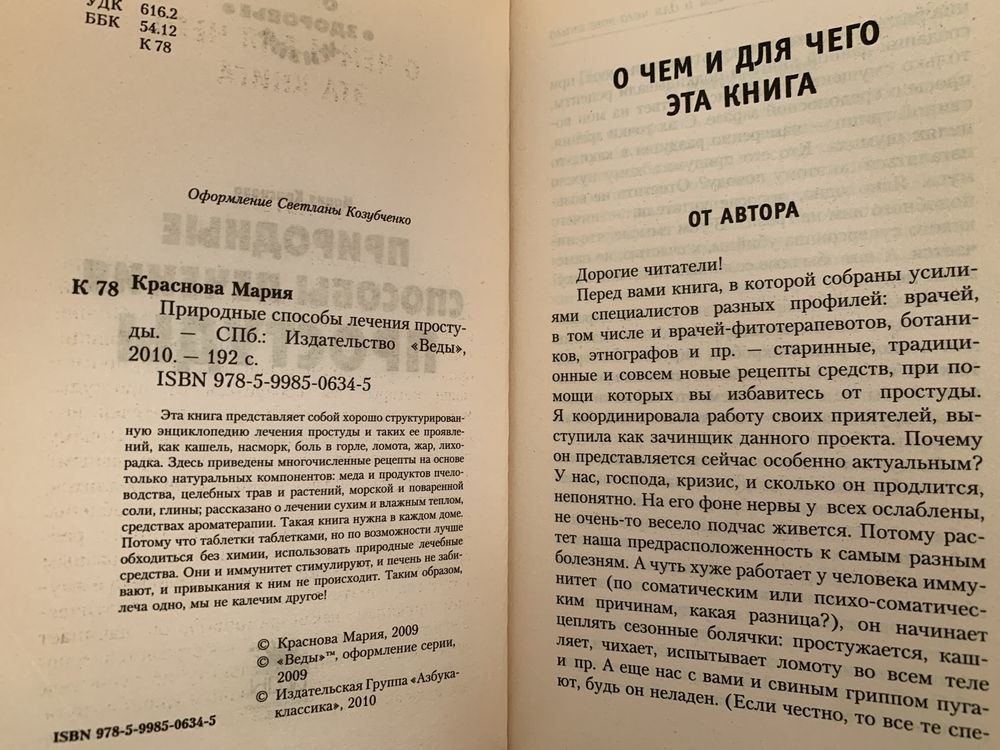 УДК 616.2
ББК 54.12
К 78
Оформление Светланы Козубченко
К 78 Краснова Мария
Природные способы лечения просту-
ды. — СПб.: Издательство «Веды»,
2010. — 192 с.
ISBN 978-5-9985-0634-5
Эта книга представляет собой хорошо структурирован-
ную энциклопедию лечения простуды и таких ее проявле-
ний, как кашель, насморк, боль в горле, ломота, жар, лихо-
радка. Здесь приведены многочисленные рецепты на основе
только натуральных компонентов: меда и продуктов пчело-
водства, целебных трав и растений, морской и поваренной
соли, глины; рассказано о лечении сухим и влажным теплом,
средствах ароматерапии. Такая книга нужна в каждом доме.
Потому что таблетки таблетками, но по возможности лучше
обходиться без химии, использовать природные лечебные
средства. Они и иммунитет стимулируют, и печень не заби-
вают, и привыкания к ним не происходит. Таким образом,
леча одно, мы не калечим другое!
© Краснова Мария, 2009
© «Веды»™, оформление серии,
2009
© Издательская Группа «Азбука-
классика», 2010
ISBN 978-5-9985-0634-5
О ЧЕМ И ДЛЯ ЧЕГО
ЭТА КНИГА
ОТ АВТОРА
Дорогие читатели!
Перед вами книга, в которой собраны усили-
ями специалистов разных профилей: врачей,
в том числе и врачей-фитотерапевтов, ботани-
ков, этнографов и пр. — старинные, традици-
онные и совсем новые рецепты средств, при по-
мощи которых вы избавитесь от простуды.
Я координировала работу своих приятелей, вы-
ступила как зачинщик данного проекта. Почему
он представляется сейчас особенно актуальным?
У нас, господа, кризис, и сколько он продлится,
непонятно. На его фоне нервы у всех ослаблены,
не очень-то весело подчас живется. Потому рас-
тет наша предрасположенность к самым разным
болезням. А чуть хуже работает у человека имму-
нитет (по соматическим или психо-соматичес-
ким причинам, какая разница?), он начинает
цеплять сезонные болячки: простужается, каш-
ляет, чихает, испытывает ломоту во всем теле
и пр. А еще нас с вами и свиным гриппом пуга-
ют, будь он неладен. (Если честно, то все те спе-